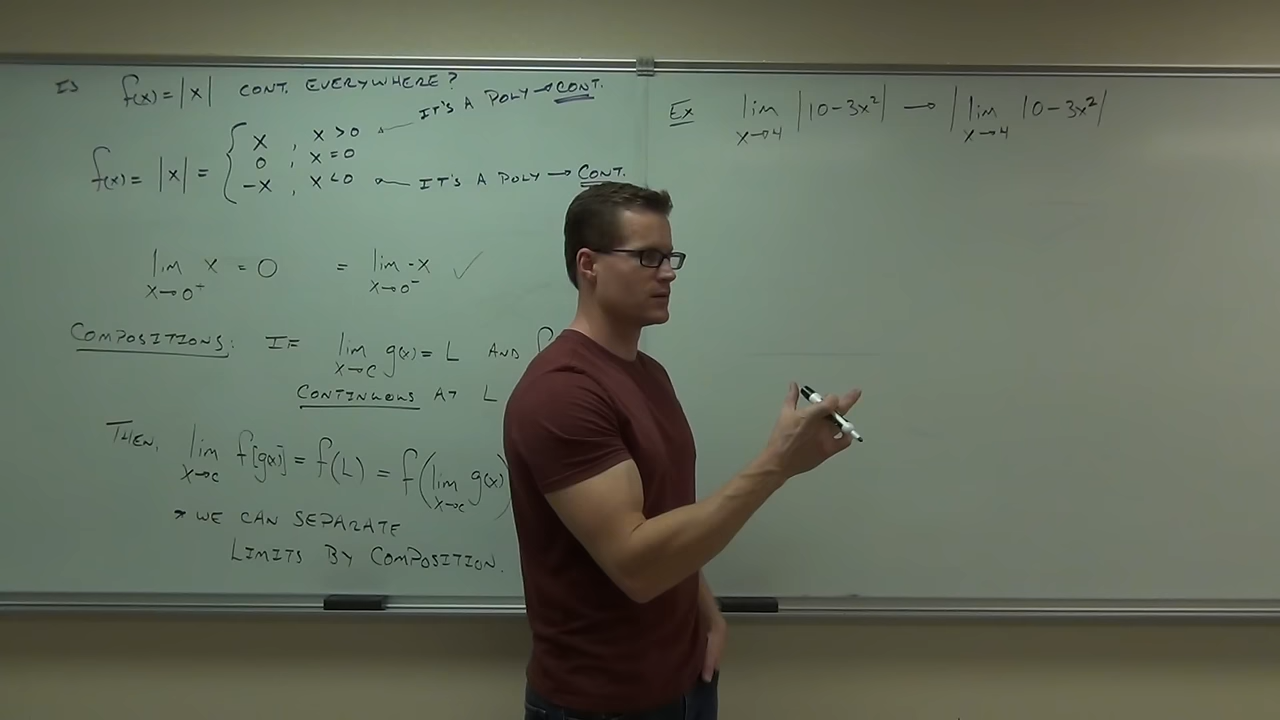 Is f(x) = |x| CONT. EVERYWHERE?
IT'S A POLY → CONT.
f(x) = |x| = { x , x > 0
0 , x = 0
-x , x < 0 ← IT'S A POLY → CONT.
lim x→0⁺ x = 0 = lim x→0⁻ -x ✓
COMPOSITIONS: IF lim x→c g(x) = L AND
CONTINUOUS AT L
THEN, lim x→c f[g(x)] = f(L) = f(lim x→c g(x))
* WE CAN SEPARATE
LIMITS BY COMPOSITION.
Ex lim x→4 |10-3x²| → |lim x→4 10-3x²|